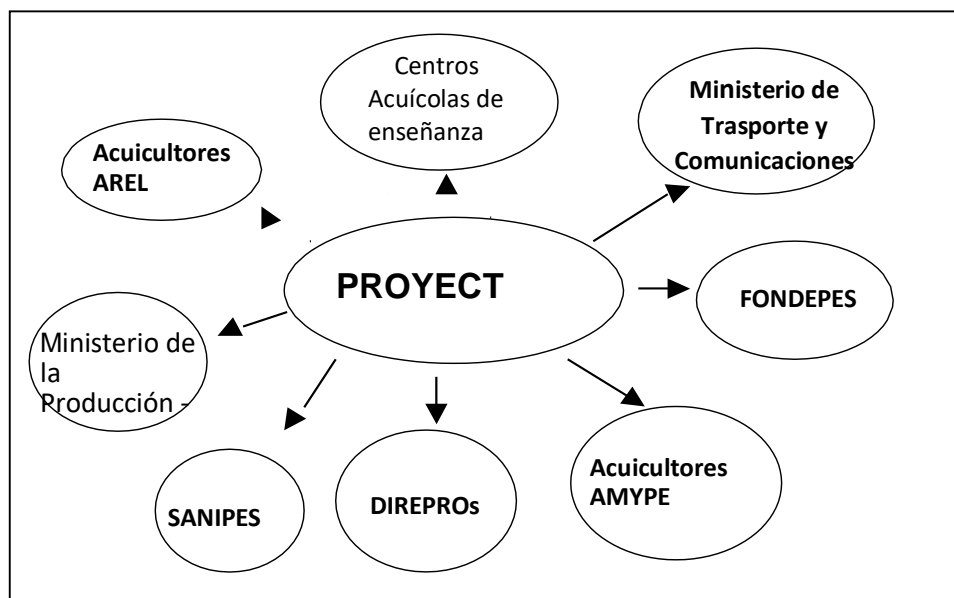 Centros
Acuícolas de
enseñanza
Ministerio de
Trasporte y
Comunicaciones
Acuicultores
AREL
PROYECT
FONDEPES
Ministerio de
la
Producción -
Acuicultores
AMYPE
SANIPES
DIREPROs